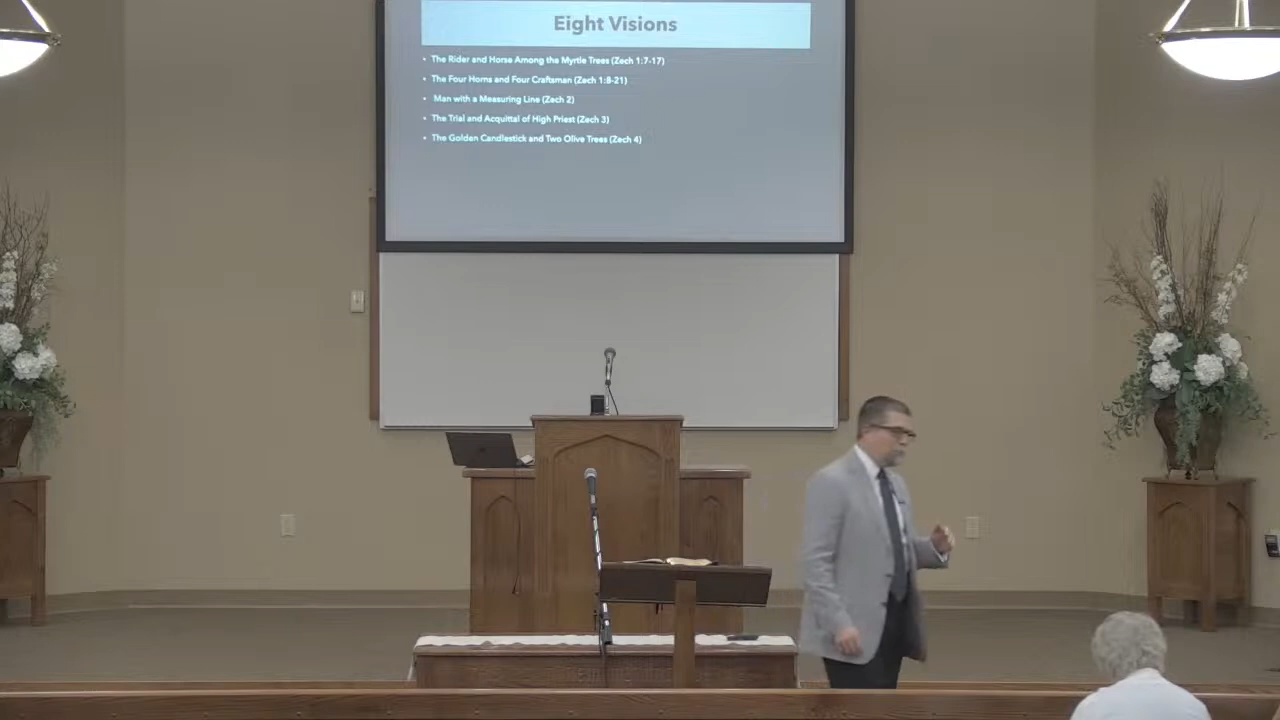 Eight Visions
• The Rider and Horse Among the Myrtle Trees (Zech 1:7-17)
• The Four Horns and Four Craftsman (Zech 1:8-21)
• Man with a Measuring Line (Zech 2)
• The Trial and Acquittal of High Priest (Zech 3)
• The Golden Candlestick and Two Olive Trees (Zech 4)